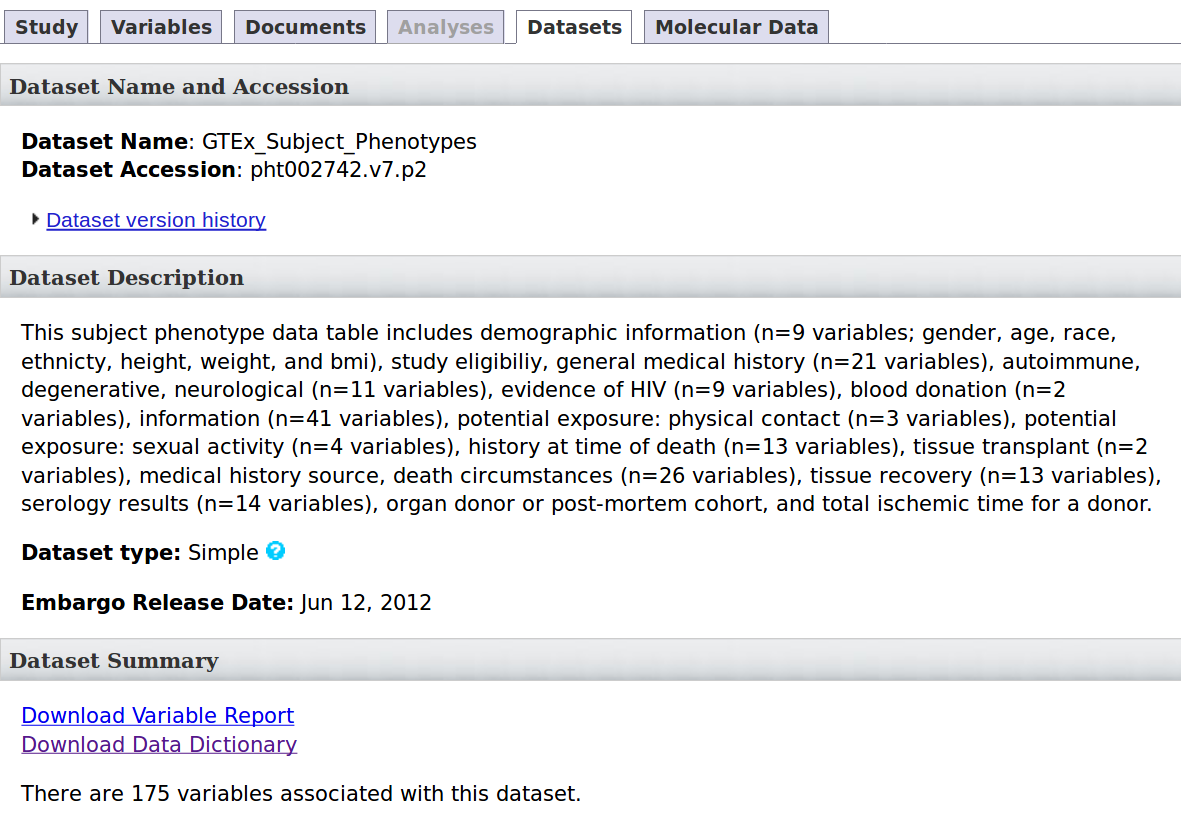 Study Variables Documents Analyses Datasets Molecular Data
Dataset Name and Accession
Dataset Name: GTEx_Subject_Phenotypes
Dataset Accession: pht002742.v7.p2
Dataset version history
Dataset Description
This subject phenotype data table includes demographic information (n=9 variables; gender, age, race,
ethnicty, height, weight, and bmi), study eligibiliy, general medical history (n=21 variables), autoimmune,
degenerative, neurological (n=11 variables), evidence of HIV (n=9 variables), blood donation (n=2
variables), information (n=41 variables), potential exposure: physical contact (n=3 variables), potential
exposure: sexual activity (n=4 variables), history at time of death (n=13 variables), tissue transplant (n=2
variables), medical history source, death circumstances (n=26 variables), tissue recovery (n=13 variables),
serology results (n=14 variables), organ donor or post-mortem cohort, and total ischemic time for a donor.
Dataset type: Simple ?
Embargo Release Date: Jun 12, 2012
Dataset Summary
Download Variable Report
Download Data Dictionary
There are 175 variables associated with this dataset.